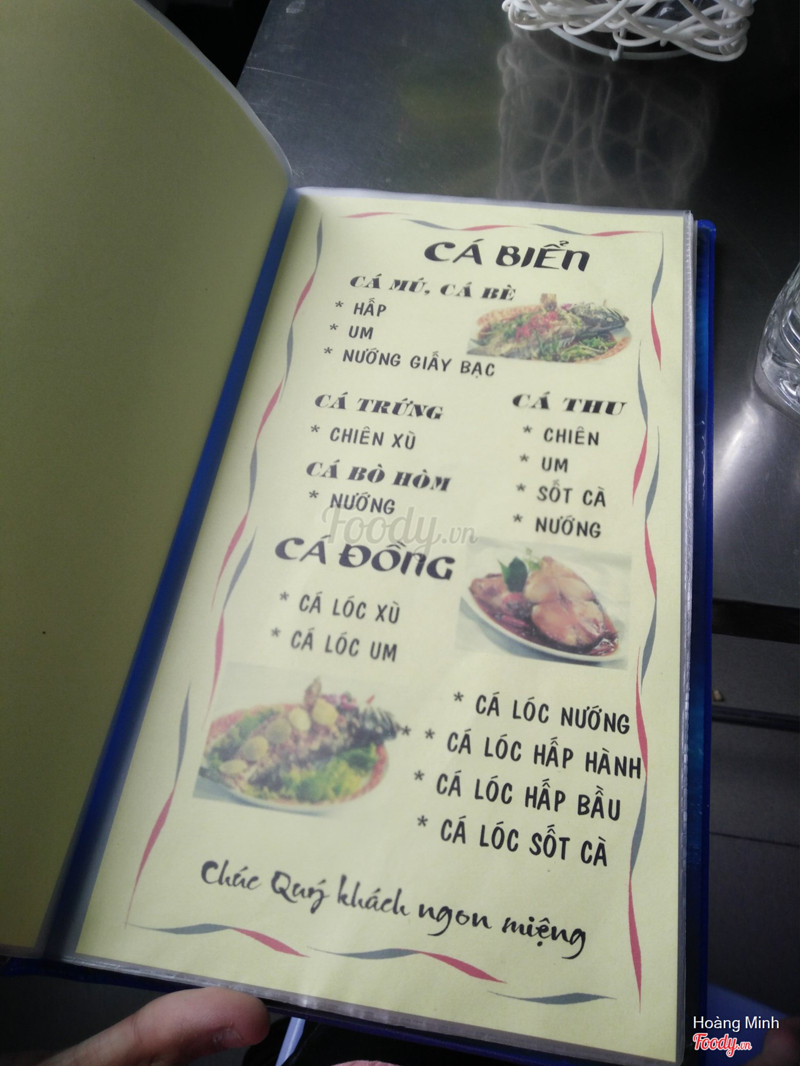 CÁ BIỂN
CÁ MÚ, CÁ BÈ
* HẤP
* UM
* NƯỚNG GIẤY BẠC
CÁ TRỨNG
* CHIÊN XÙ
CÁ BÒ HÒM
* NƯỚNG
CÁ THU
* CHIÊN
* UM
* SỐT CÀ
* NƯỚNG
Foody.vn
CÁ ĐỒNG
* CÁ LÓC XÙ
* CÁ LÓC UM
* CÁ LÓC NƯỚNG
* * CÁ LÓC HẤP HÀNH
* CÁ LÓC HẤP BẦU
* CÁ LÓC SỐT CÀ
Chúc Quý khách ngon miệng
Hoàng Minh
Foody.vn